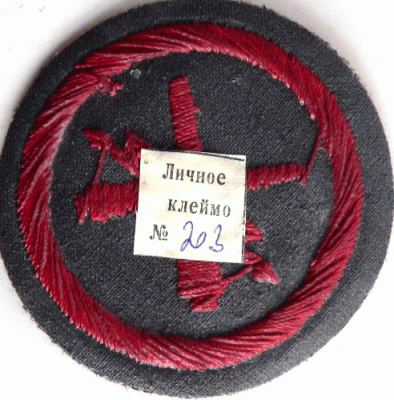 Личное
клеймо
№ 203